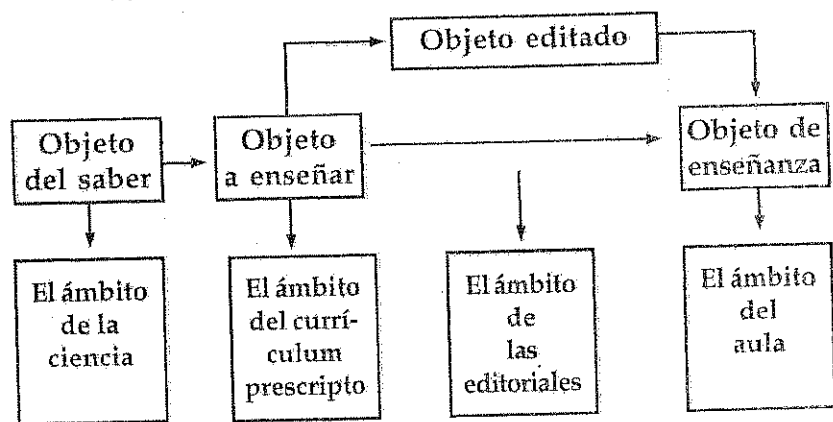 Objeto editado
Objeto
del saber
Objeto
a enseñar
Objeto de
enseñanza
El ámbito
de la
ciencia
El ámbito
del currí-
culum
prescripto
El ámbito
de
las
editoriales
El ámbito
del
aula